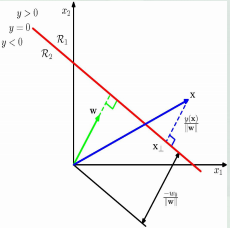 y > 0
y = 0
y < 0
R₁
R₂
x₂
w
x
y(x)/‖w‖
x⊥
x₁
−w₀/‖w‖